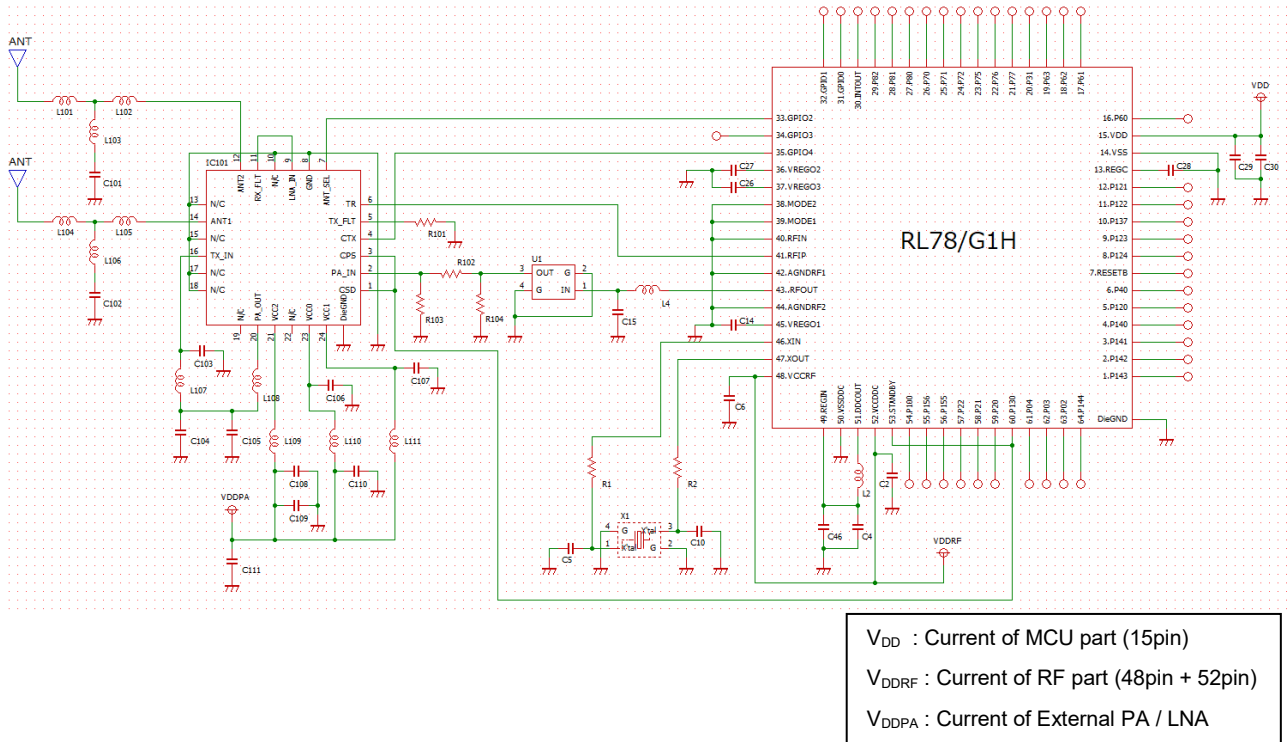 ANT
L101
L102
L103
C101
ANT
L104
L105
L106
C102
IC101
12
11
10
9
8
7
ANT2
RX_FLT
N/C
LNA_IN
GND
ANT_SEL
13
N/C
14
ANT1
15
N/C
16
TX_IN
17
N/C
18
N/C
TR
6
TX_FLT
5
CTX
4
CPS
3
PA_IN
2
CSD
1
N/C
PA_OUT
VCC2
N/C
VCC0
VCC1
DieGND
19
20
21
22
23
24
R101
R102
R103
R104
U1
3
OUT
G
2
4
G
IN
1
C15
L4
C103
L107
L108
C104
C105
C106
C107
L109
L110
L111
C108
C109
C110
VDDPA
C111
RL78/G1H
32.GPIO1
31.GPIO0
30.INTOUT
29.P82
28.P81
27.P80
26.P70
25.P71
24.P72
23.P75
22.P76
21.P77
20.P31
19.P63
18.P62
17.P61
33.GPIO2
34.GPIO3
35.GPIO4
36.VREGO2
37.VREGO3
38.MODE2
39.MODE1
40.RFIN
41.RFIP
42.AGNDRF1
43..RFOUT
44.AGNDRF2
45.VREGO1
46.XIN
47.XOUT
48.VCCRF
C27
C26
C14
C6
16.P60
15.VDD
14.VSS
13.REGC
12.P121
11.P122
10.P137
9.P123
8.P124
7.RESETB
6.P40
5.P120
4.P140
3.P141
2.P142
1.P143
DieGND
VDD
C28
C29
C30
49.REGIN
50.VSSDDC
51.DDCOUT
52.VCCDDC
53.STANDBY
54.P100
55.P156
56.P155
57.P22
58.P21
59.P20
60.P130
61.P04
62.P03
63.P02
64.P144
L2
C2
C46
C4
VDDRF
R1
R2
X1
4
G
X'tal
3
1
X'tal
G
2
C5
C10
VDD : Current of MCU part (15pin)
VDDRF : Current of RF part (48pin + 52pin)
VDDPA : Current of External PA / LNA